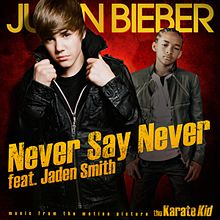 JUSTIN BIEBER
Never Say Never
feat. Jaden Smith
music from the motion picture the Karate Kid